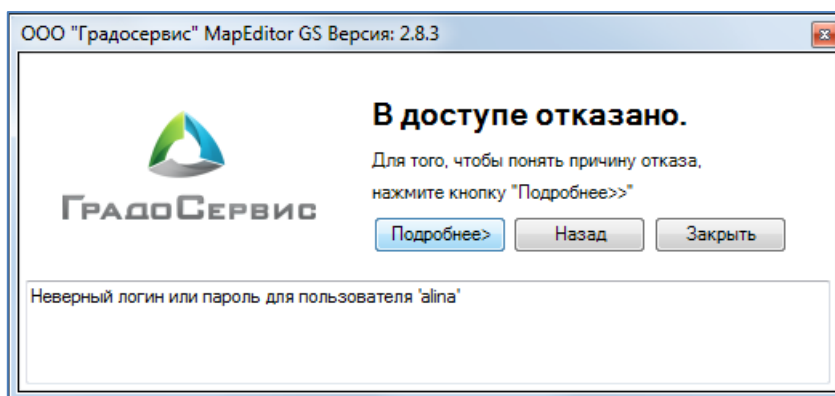 ООО "Градосервис" MapEditor GS Версия: 2.8.3
В доступе отказано.
Для того, чтобы понять причину отказа,
нажмите кнопку "Подробнее>>"
ГРАДОСЕРВИС
Подробнее> Назад Закрыть
Неверный логин или пароль для пользователя 'alina'